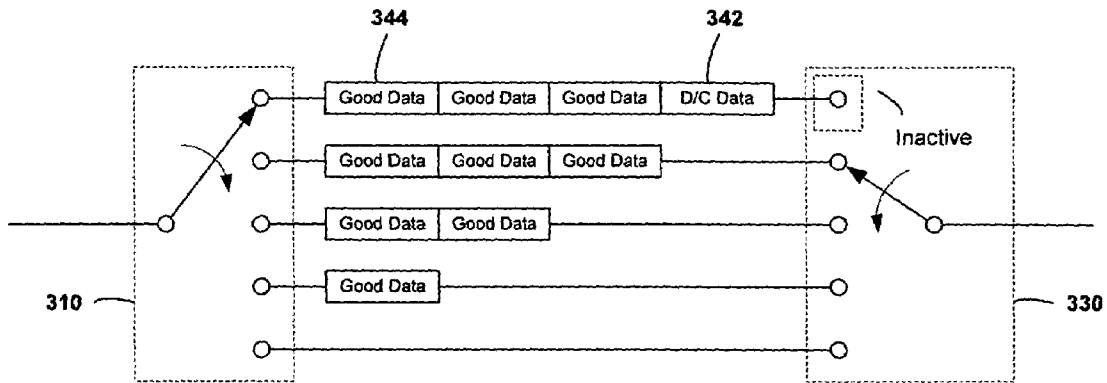 344
342
Good Data Good Data Good Data D/C Data
Inactive
Good Data Good Data Good Data
Good Data Good Data
310
Good Data
330